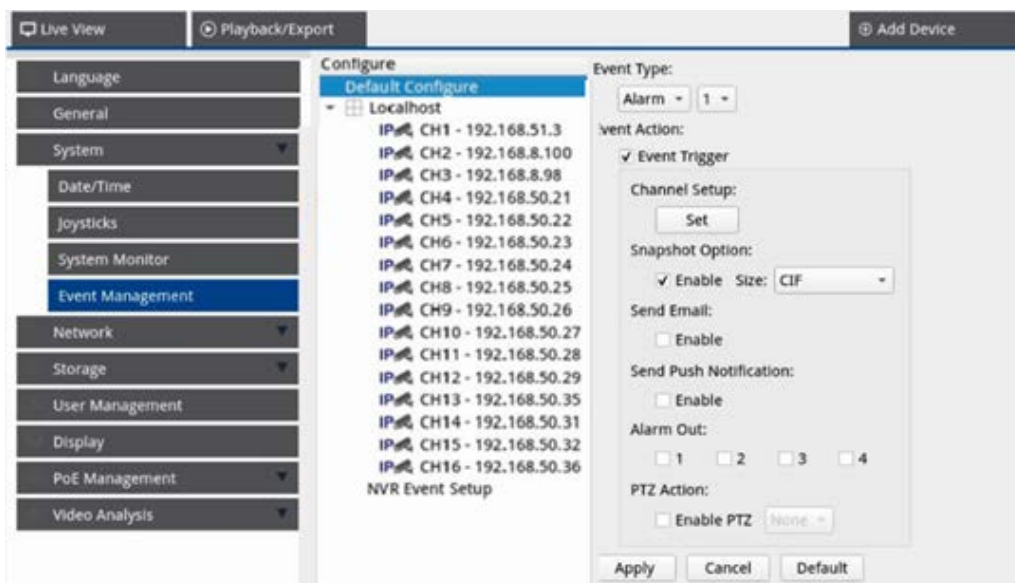 Live View
Playback/Export
Add Device
Language
General
System
Date/Time
Joysticks
System Monitor
Event Management
Network
Storage
User Management
Display
PoE Management
Video Analysis
Configure
Default Configure
Localhost
IP CH1 - 192.168.51.3
IP CH2 - 192.168.8.100
IP CH3 - 192.168.8.98
IP CH4 - 192.168.50.21
IP CH5 - 192.168.50.22
IP CH6 - 192.168.50.23
IP CH7 - 192.168.50.24
IP CH8 - 192.168.50.25
IP CH9 - 192.168.50.26
IP CH10 - 192.168.50.27
IP CH11 - 192.168.50.28
IP CH12 - 192.168.50.29
IP CH13 - 192.168.50.35
IP CH14 - 192.168.50.31
IP CH15 - 192.168.50.32
IP CH16 - 192.168.50.36
NVR Event Setup
Event Type:
Alarm 1
vent Action:
Event Trigger
Channel Setup:
Set
Snapshot Option:
Enable Size: CIF
Send Email:
Enable
Send Push Notification:
Enable
Alarm Out:
1 2 3 4
PTZ Action:
Enable PTZ None
Apply Cancel Default